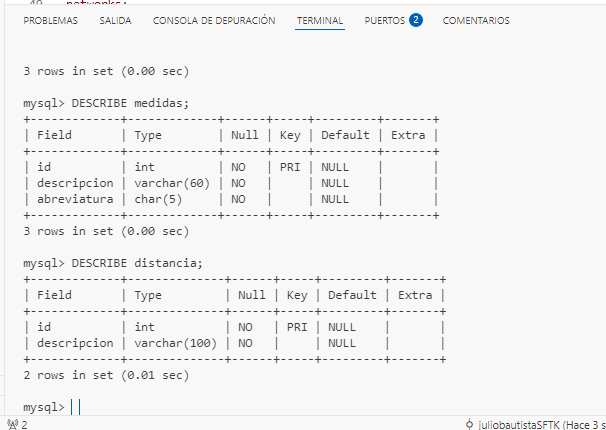 PROBLEMAS SALIDA CONSOLA DE DEPURACIÓN TERMINAL PUERTOS 2 COMENTARIOS
3 rows in set (0.00 sec)
mysql> DESCRIBE medidas;
+-------------+-------------+------+-----+---------+-------+
| Field       | Type        | Null | Key | Default | Extra |
+-------------+-------------+------+-----+---------+-------+
| id          | int         | NO   | PRI | NULL    |       |
| descripcion | varchar(60) | NO   |     | NULL    |       |
| abreviatura | char(5)     | NO   |     | NULL    |       |
+-------------+-------------+------+-----+---------+-------+
3 rows in set (0.00 sec)
mysql> DESCRIBE distancia;
+-------------+--------------+------+-----+---------+-------+
| Field       | Type         | Null | Key | Default | Extra |
+-------------+--------------+------+-----+---------+-------+
| id          | int          | NO   | PRI | NULL    |       |
| descripcion | varchar(100) | NO   |     | NULL    |       |
+-------------+--------------+------+-----+---------+-------+
2 rows in set (0.01 sec)
mysql>
2 juliobautistaSFTK (Hace 3 s